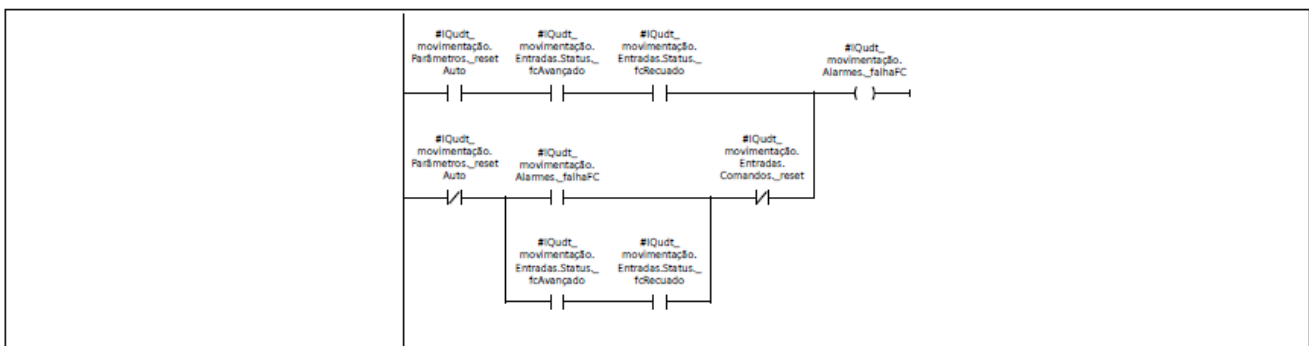 #IQudt_
movimentação.
Parâmetros._reset
Auto
#IQudt_
movimentação.
Entradas.Status._
fcAvançado
#IQudt_
movimentação.
Entradas.Status._
fcRecuado
#IQudt_
movimentação.
Alarmes._falhaFC
#IQudt_
movimentação.
Parâmetros._reset
Auto
#IQudt_
movimentação.
Alarmes._falhaFC
#IQudt_
movimentação.
Entradas.
Comandos._reset
#IQudt_
movimentação.
Entradas.Status._
fcAvançado
#IQudt_
movimentação.
Entradas.Status._
fcRecuado